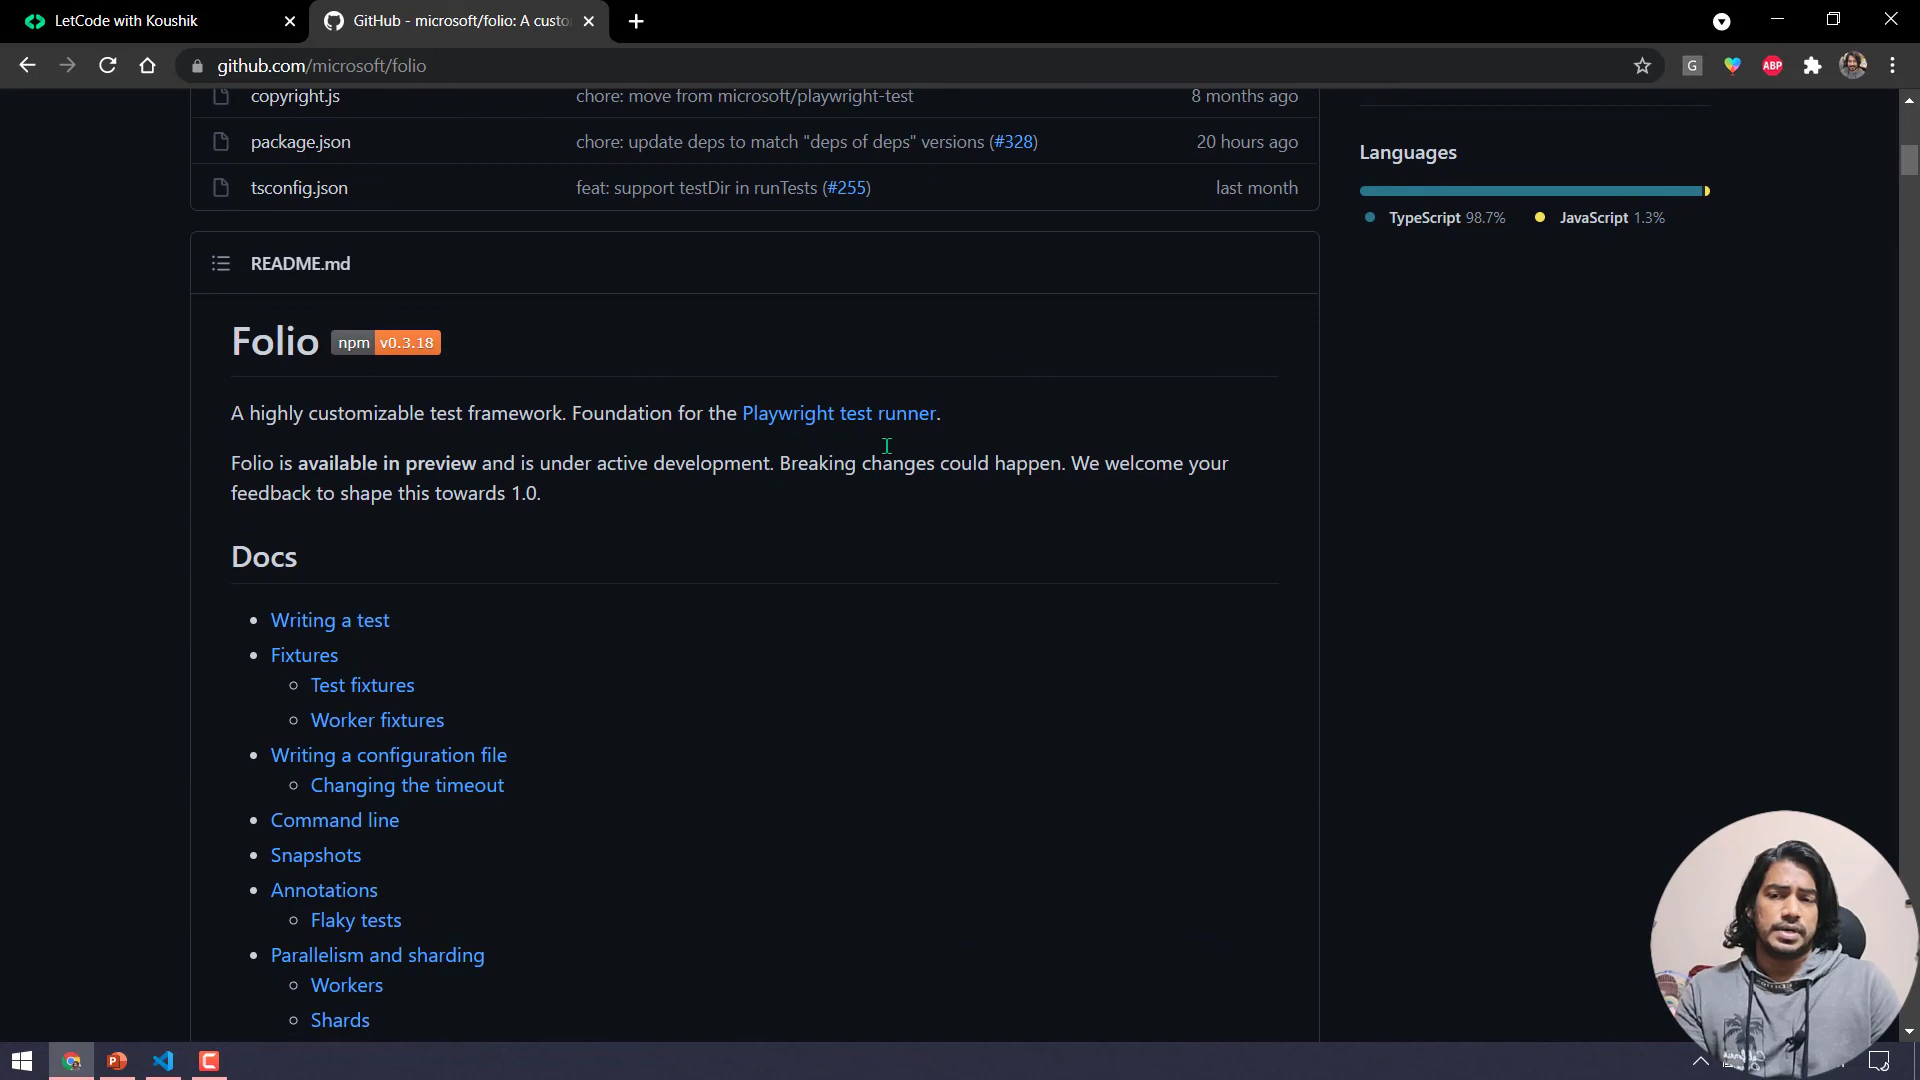 LetCode with Koushik
GitHub - microsoft/folio: A custo
github.com/microsoft/folio
G
ABP
copyright.js chore: move from microsoft/playwright-test 8 months ago
package.json chore: update deps to match "deps of deps" versions (#328) 20 hours ago
tsconfig.json feat: support testDir in runTests (#255) last month
Languages
TypeScript 98.7% JavaScript 1.3%
README.md
Folio npm v0.3.18
A highly customizable test framework. Foundation for the Playwright test runner.
Folio is available in preview and is under active development. Breaking changes could happen. We welcome your
feedback to shape this towards 1.0.
Docs
Writing a test
Fixtures
Test fixtures
Worker fixtures
Writing a configuration file
Changing the timeout
Command line
Snapshots
Annotations
Flaky tests
Parallelism and sharding
Workers
Shards